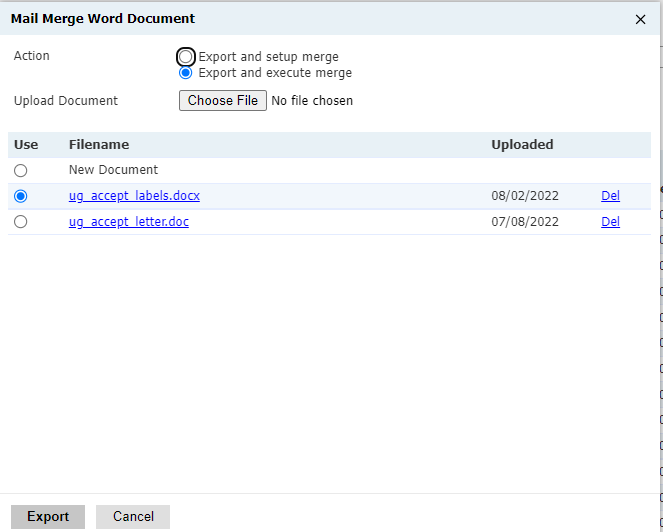 Mail Merge Word Document
Action
Export and setup merge
Export and execute merge
Upload Document Choose File No file chosen
Use Filename Uploaded
New Document
ug_accept_labels.docx 08/02/2022 Del
ug_accept_letter.doc 07/08/2022 Del
Export Cancel